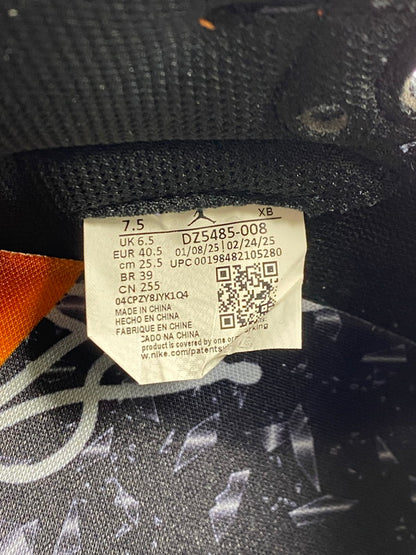 7.5 XB
UK 6.5 DZ5485-008
EUR 40.5 01/08/25 02/24/25
cm 25.5 UPC 00198482105280
BR 39
CN 255
04CPZY8JYK1Q4
MADE IN CHINA
HECHO EN CHINA
FABRIQUE EN CHINE
CADO NA CHINA
product is covered by one or
w.nike.com/patents